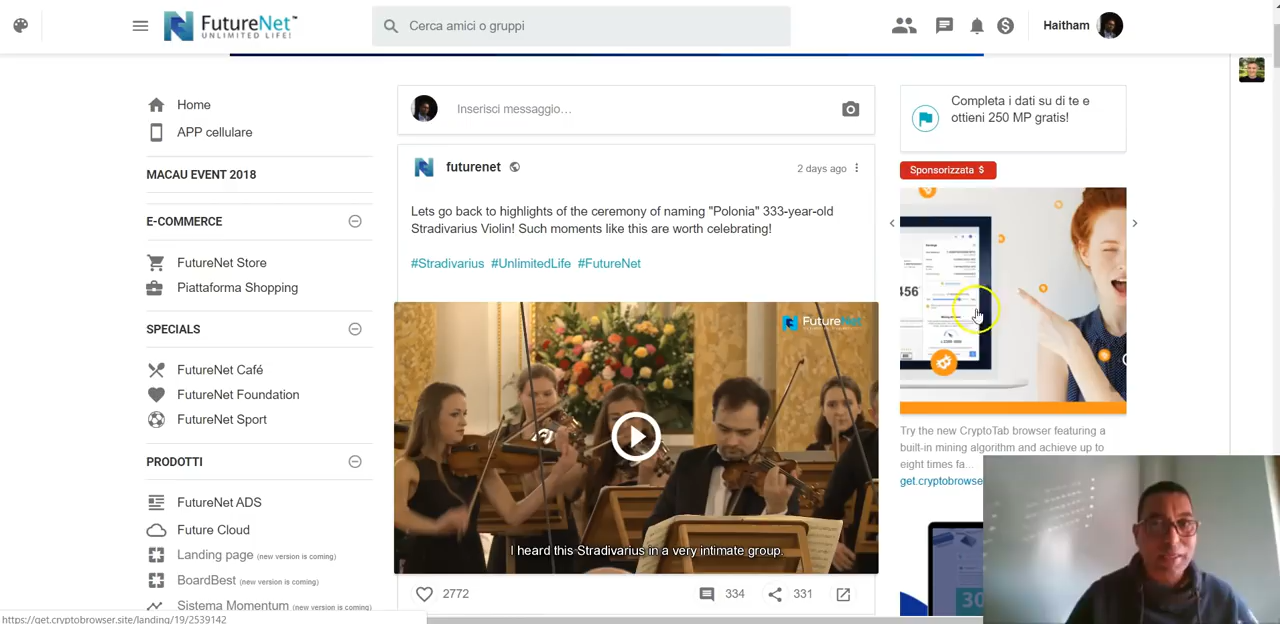 FutureNet™
UNLIMITED LIFE!
Cerca amici o gruppi
Haitham
Home
APP cellulare
MACAU EVENT 2018
E-COMMERCE
FutureNet Store
Piattaforma Shopping
SPECIALS
FutureNet Café
FutureNet Foundation
FutureNet Sport
PRODOTTI
FutureNet ADS
Future Cloud
Landing page (new version is coming)
BoardBest (new version is coming)
Sistema Momentum (new version is coming)
https://get.cryptobrowser.site/landing/19/2539142
Inserisci messaggio...
futurenet
2 days ago
Lets go back to highlights of the ceremony of naming "Polonia" 333-year-old
Stradivarius Violin! Such moments like this are worth celebrating!
#Stradivarius #UnlimitedLife #FutureNet
FutureNet
I heard this Stradivarius in a very intimate group.
2772
334
331
Completa i dati su di te e
ottieni 250 MP gratis!
Sponsorizzata $
456
Try the new CryptoTab browser featuring a
built-in mining algorithm and achieve up to
eight times fa...
get.cryptobrowse
30